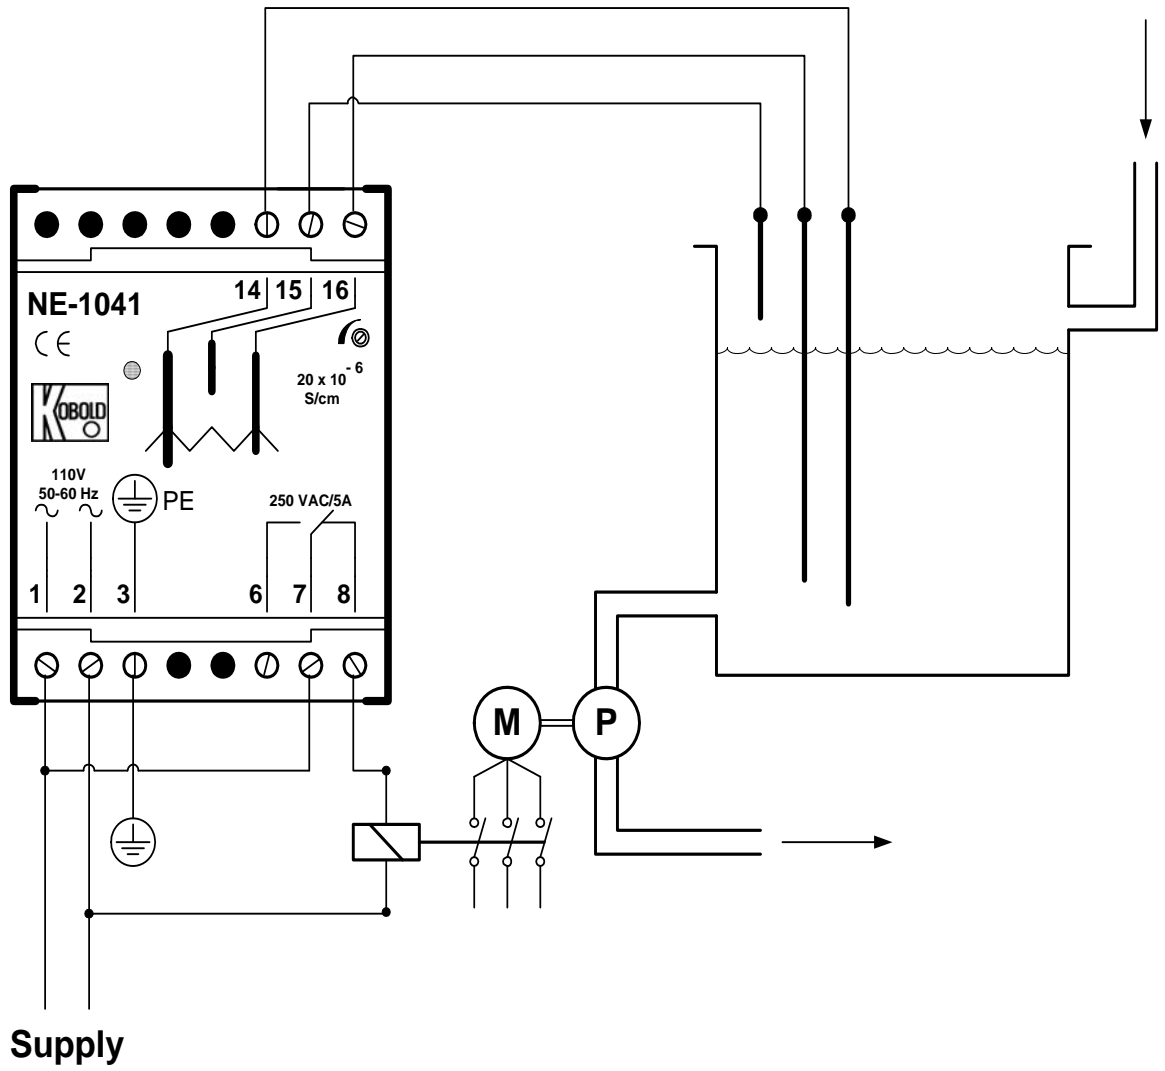 14 15 16
NE-1041
CE
20 x 10-6
S/cm
KOBOLD
110V
50-60 Hz
PE
250 VAC/5A
1 2 3 6 7 8
M P
Supply